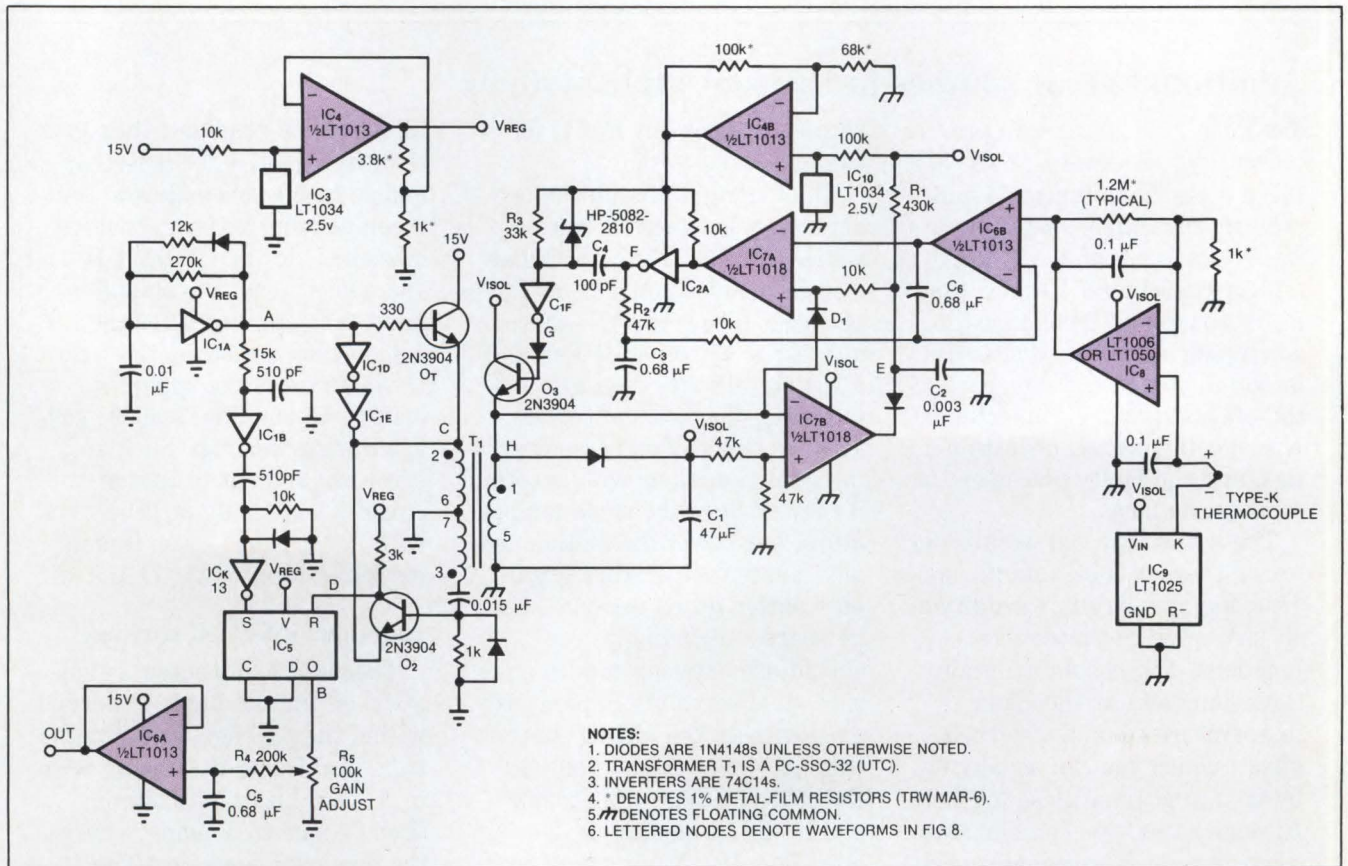 100k*
68k*
IC4
½LT1013
VREG
15V
10k
3.8k*
IC3
LT1034
2.5v
1k*
IC4B
½LT1013
100k
VISOL
IC10
LT1034
2.5V
R1
430k
1.2M*
(TYPICAL)
0.1 µF
1k*
IC6B
½LT1013
12k
270k
VREG
IC1A
A
0.01
µF
15k
510 pF
15V
330
2N3904
QT
IC1D
IC1E
R3
33k
HP-5082-
2810
C4
100 pF
F
IC2A
10k
IC7A
½LT1018
10k
D1
C6
0.68 µF
VISOL
LT1006
OR LT1050
IC8
VISOL
IC1F
G
R2
47k
C3
0.68 µF
10k
O3
2N3904
E
C2
0.003
µF
VISOL
IC7B
½LT1018
IC1B
510pF
10k
C
T1
2
6
7
3
H
1
5
VISOL
47k
47k
C1
47µF
0.1 µF
+
−
TYPE-K
THERMOCOUPLE
VISOL
VIN
K
IC9
LT1025
GND R−
ICK
13
VREG
VREG
3k
D
0.015 µF
2N3904
O2
1k
S
V
R
IC5
C
D
O
B
15V
OUT
IC6A
½LT1013
R4 200k
R5
100k
GAIN
ADJUST
C5
0.68 µF
NOTES:
1. DIODES ARE 1N4148s UNLESS OTHERWISE NOTED.
2. TRANSFORMER T1 IS A PC-SSO-32 (UTC).
3. INVERTERS ARE 74C14s.
4. * DENOTES 1% METAL-FILM RESISTORS (TRW MAR-6).
5. DENOTES FLOATING COMMON.
6. LETTERED NODES DENOTE WAVEFORMS IN FIG 8.